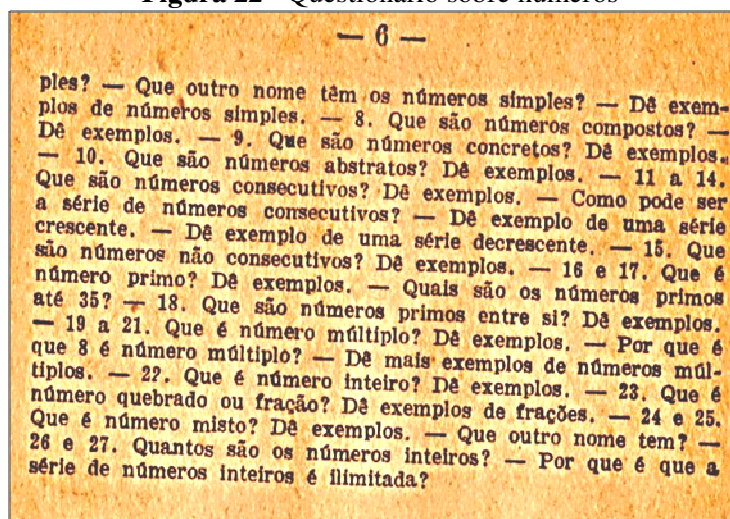 Figura 22 – Questionário sobre números
— 6 —
ples? — Que outro nome têm os números simples? — Dê exem-
plos de números simples. — 8. Que são números compostos? —
Dê exemplos. — 9. Que são números concretos? Dê exemplos.
— 10. Que são números abstratos? Dê exemplos. — 11 a 14.
Que são números consecutivos? Dê exemplos. — Como pode ser
a série de números consecutivos? — Dê exemplo de uma série
crescente. — Dê exemplo de uma série decrescente. — 15. Que
são números não consecutivos? Dê exemplos. — 16 e 17. Que é
número primo? Dê exemplos. — Quais são os números primos
até 35? — 18. Que são números primos entre si? Dê exemplos.
— 19 a 21. Que é número múltiplo? Dê exemplos. — Por que é
que 8 é número múltiplo? — Dê mais exemplos de números múl-
tiplos. — 22. Que é número inteiro? Dê exemplos. — 23. Que é
número quebrado ou fração? Dê exemplos de frações. — 24 e 25.
Que é número misto? Dê exemplos. — Que outro nome tem? —
26 e 27. Quantos são os números inteiros? — Por que é que a
série de números inteiros é ilimitada?